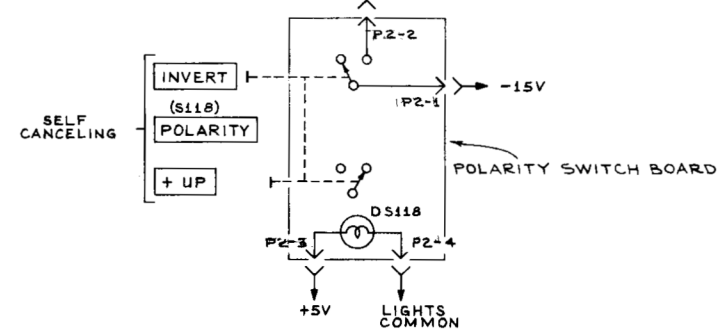 P2-2
INVERT
P2-1
-15V
(S118)
SELF
CANCELING
POLARITY
POLARITY SWITCH BOARD
+ UP
DS118
P2-3
P2-4
+5V
LIGHTS
COMMON